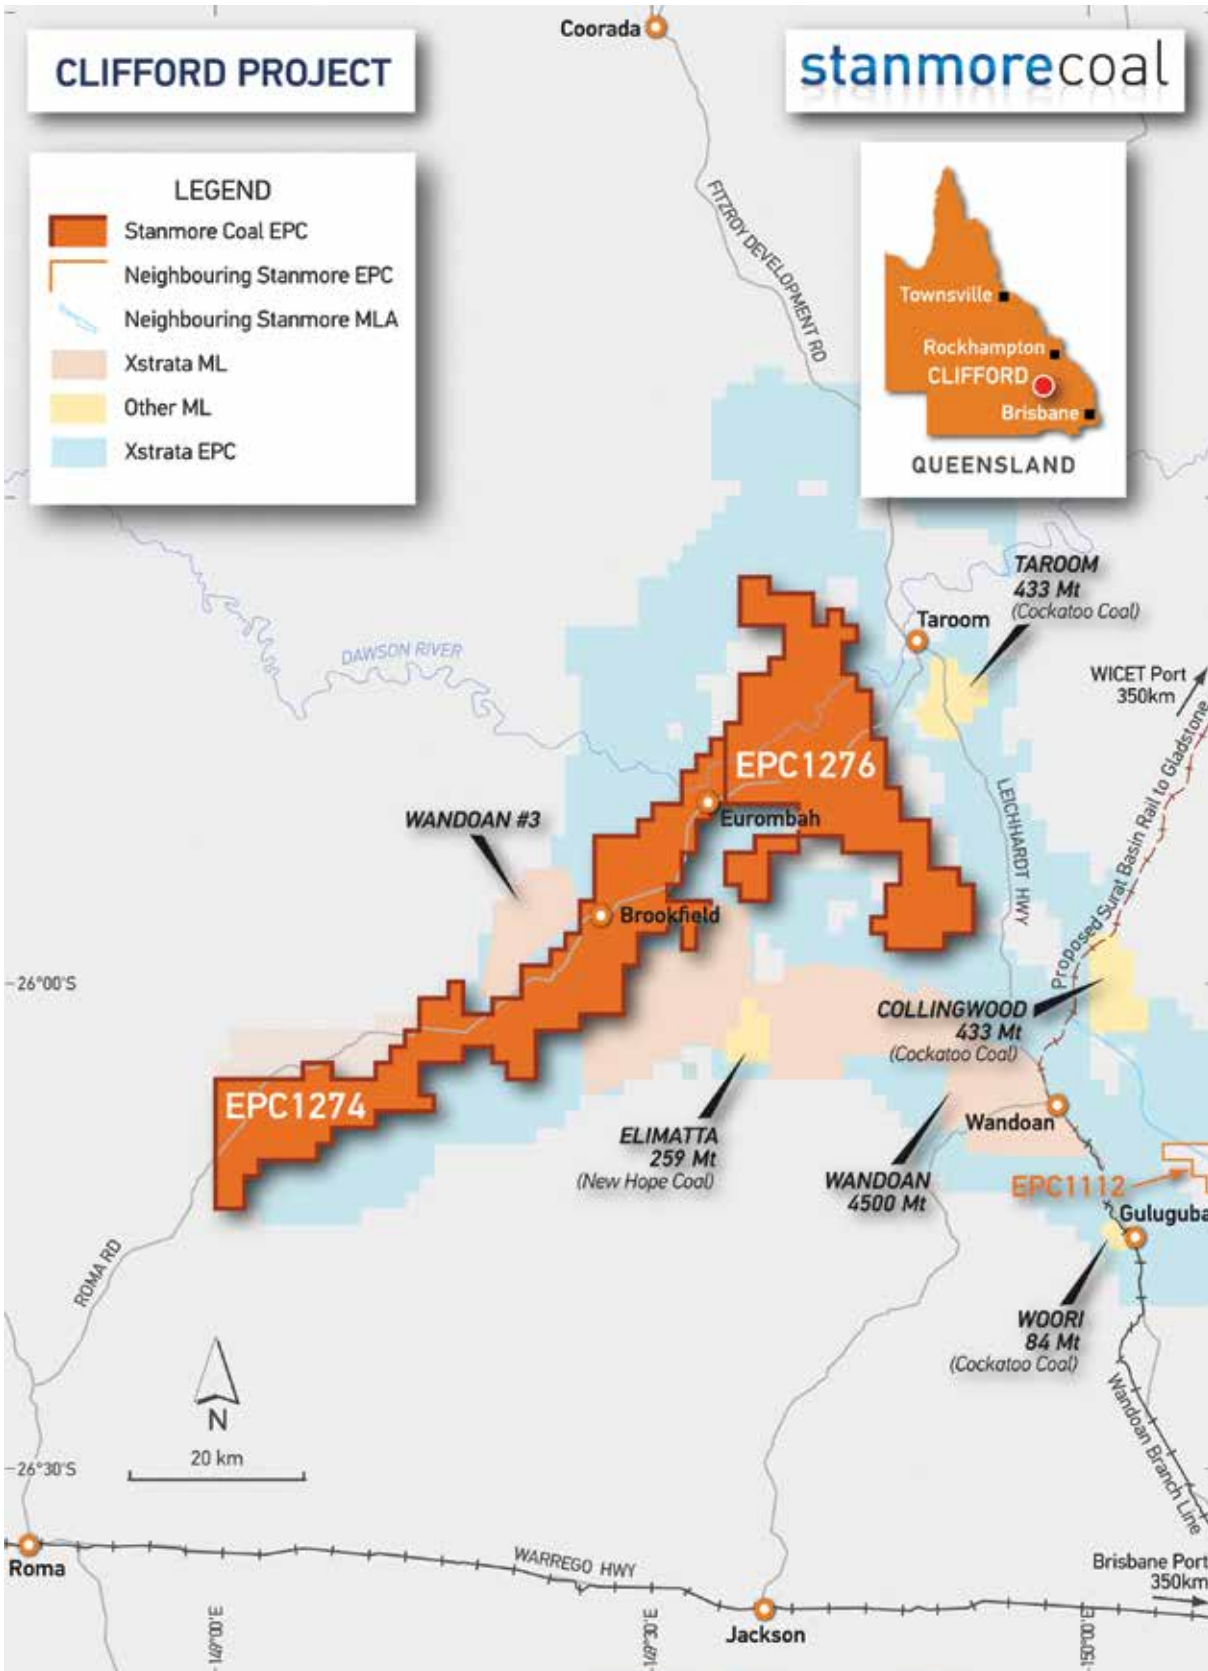 Coorada
CLIFFORD PROJECT
stanmorecoal
LEGEND
Stanmore Coal EPC
Neighbouring Stanmore EPC
Neighbouring Stanmore MLA
Xstrata ML
Other ML
Xstrata EPC
FITZROY DEVELOPMENT RD
Townsville
Rockhampton
CLIFFORD
Brisbane
QUEENSLAND
TAROOM
433 Mt
(Cockatoo Coal)
Taroom
DAWSON RIVER
WICET Port
350km
EPC1276
Proposed Surat Basin Rail to Gladstone
LEICHHARDT HWY
WANDOAN #3
Eurombah
Brookfield
26°00'S
COLLINGWOOD
433 Mt
(Cockatoo Coal)
EPC1274
Wandoan
ELIMATTA
259 Mt
(New Hope Coal)
WANDOAN
4500 Mt
EPC1112
Guluguba
ROMA RD
WOORI
84 Mt
(Cockatoo Coal)
N
20 km
26°30'S
Wandoan Branch Line
Roma
WARREGO HWY
Brisbane Port
350km
Jackson
149°00'E
149°30'E
150°00'E